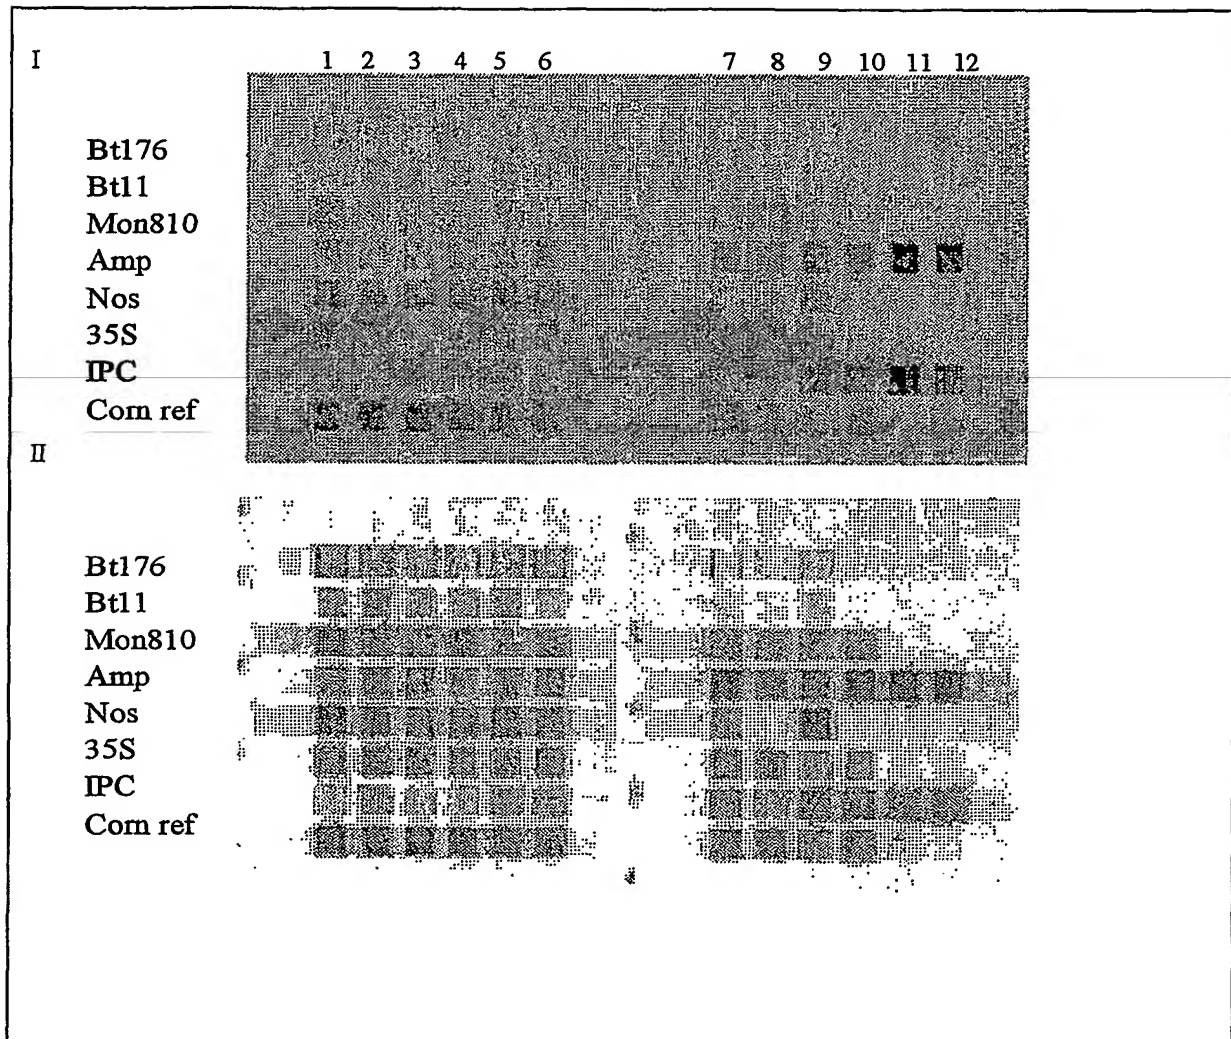 I
1 2 3 4 5 6 7 8 9 10 11 12
Bt176
Bt11
Mon810
Amp
Nos
35S
IPC
Corn ref
II
Bt176
Bt11
Mon810
Amp
Nos
35S
IPC
Corn ref